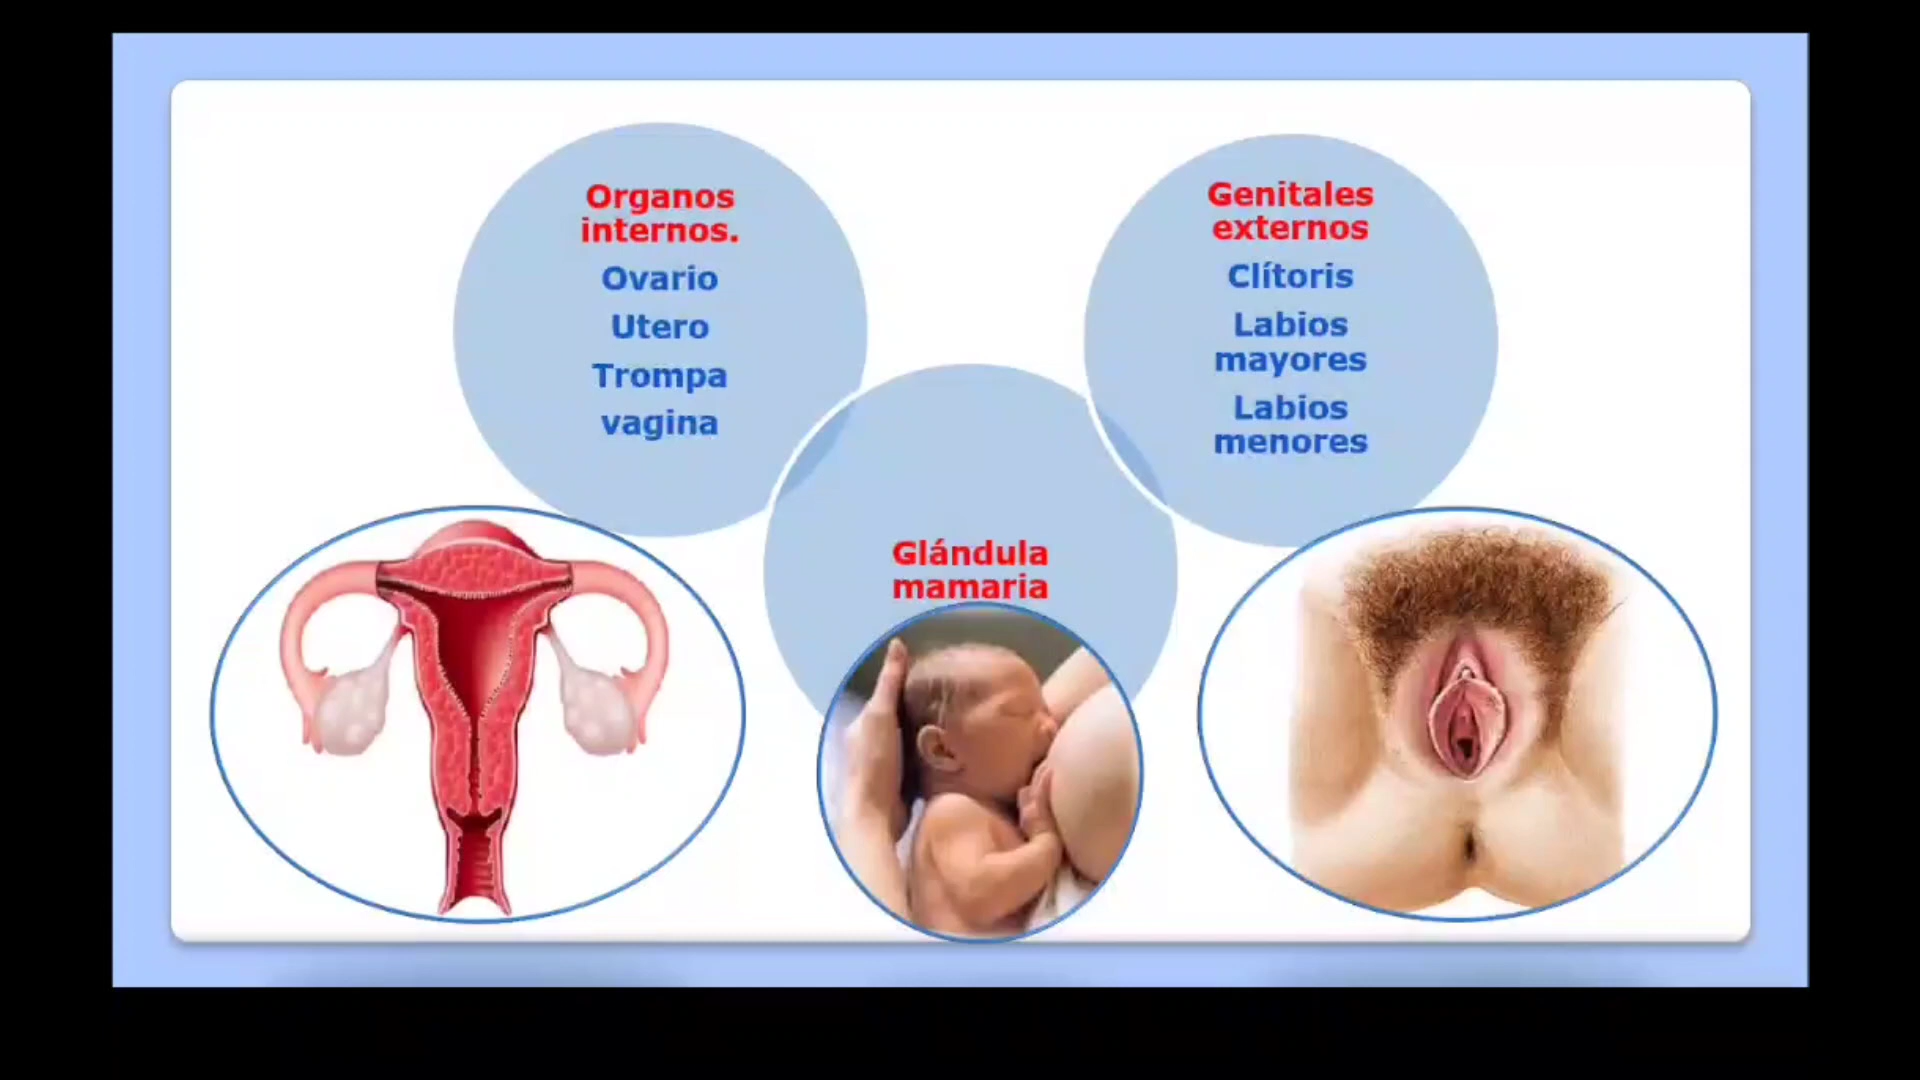 Organos
internos.
Ovario
Utero
Trompa
vagina
Genitales
externos
Clítoris
Labios
mayores
Labios
menores
Glándula
mamaria